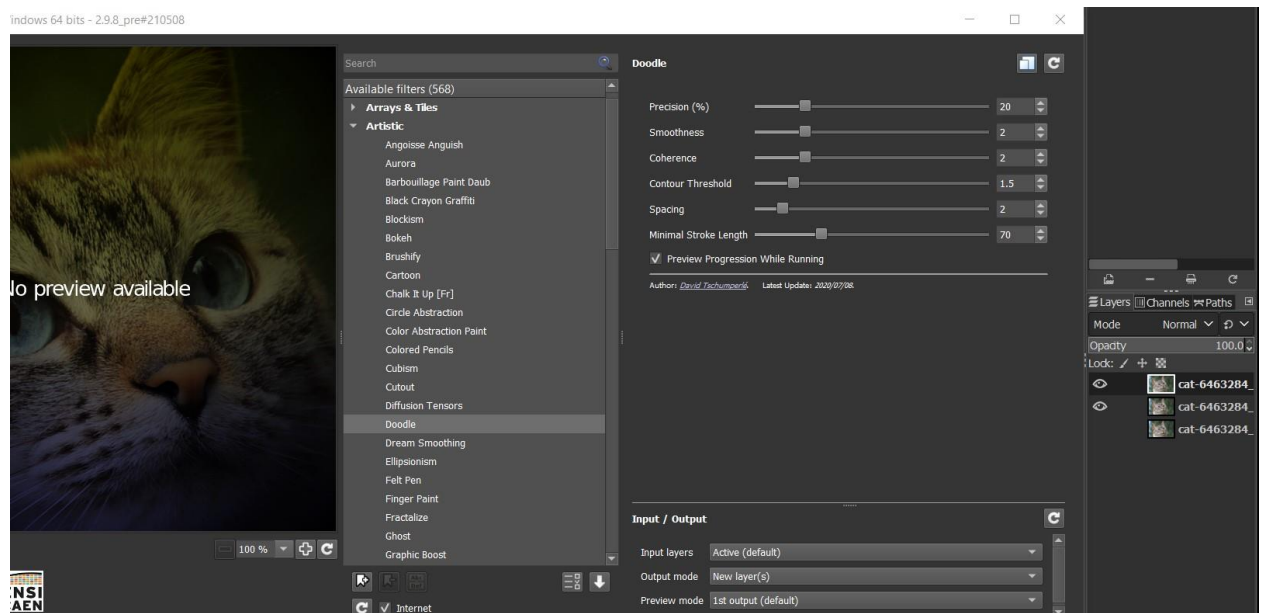 indows 64 bits - 2.9.8_pre#210508
No preview available
100 %
NSI
AEN
Search
Available filters (568)
Arrays & Tiles
Artistic
Angoisse Anguish
Aurora
Barbouillage Paint Daub
Black Crayon Graffiti
Blockism
Bokeh
Brushify
Cartoon
Chalk It Up [Fr]
Circle Abstraction
Color Abstraction Paint
Colored Pencils
Cubism
Cutout
Diffusion Tensors
Doodle
Dream Smoothing
Ellipsionism
Felt Pen
Finger Paint
Fractalize
Ghost
Graphic Boost
Internet
Doodle
Precision (%) 20
Smoothness 2
Coherence 2
Contour Threshold 1.5
Spacing 2
Minimal Stroke Length 70
Preview Progression While Running
Author: David Tschumperlé. Latest Update: 2020/07/08.
Input / Output
Input layers Active (default)
Output mode New layer(s)
Preview mode 1st output (default)
Layers Channels Paths
Mode Normal
Opacity 100.0
Lock:
cat-6463284_
cat-6463284_
cat-6463284_